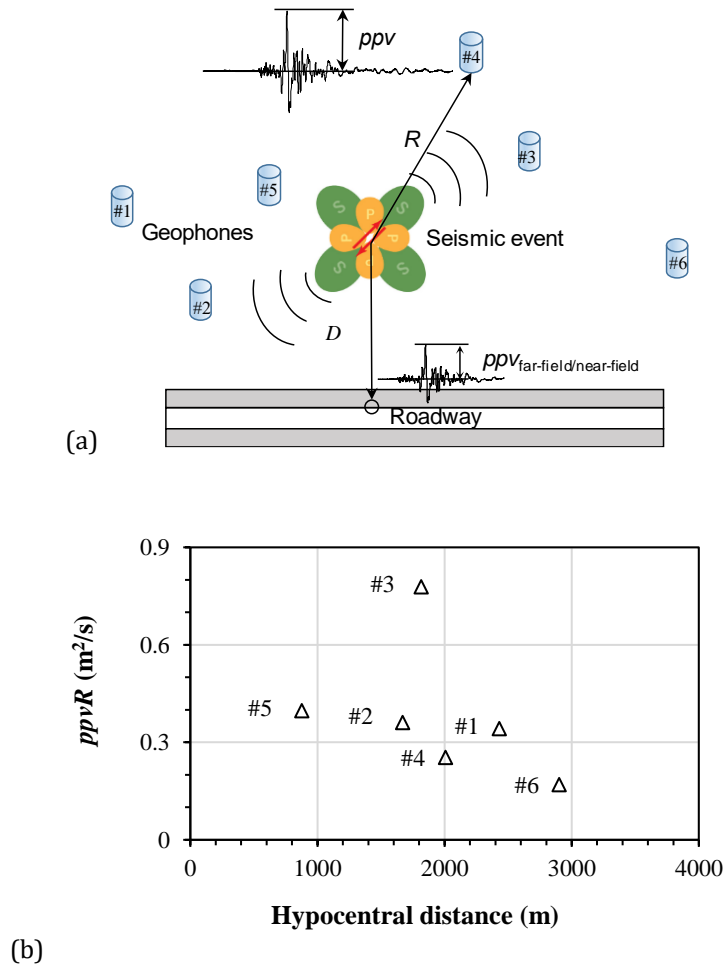 ppv
#4
R
#3
#5
#1
S
S
P
P
P
P
S
S
Geophones
Seismic event
#6
#2
D
ppvfar-field/near-field
Roadway
(a)
0.9
#3
0.6
ppvR (m²/s)
#5
#2
#1
0.3
#4
#6
0
0
1000
2000
3000
4000
Hypocentral distance (m)
(b)